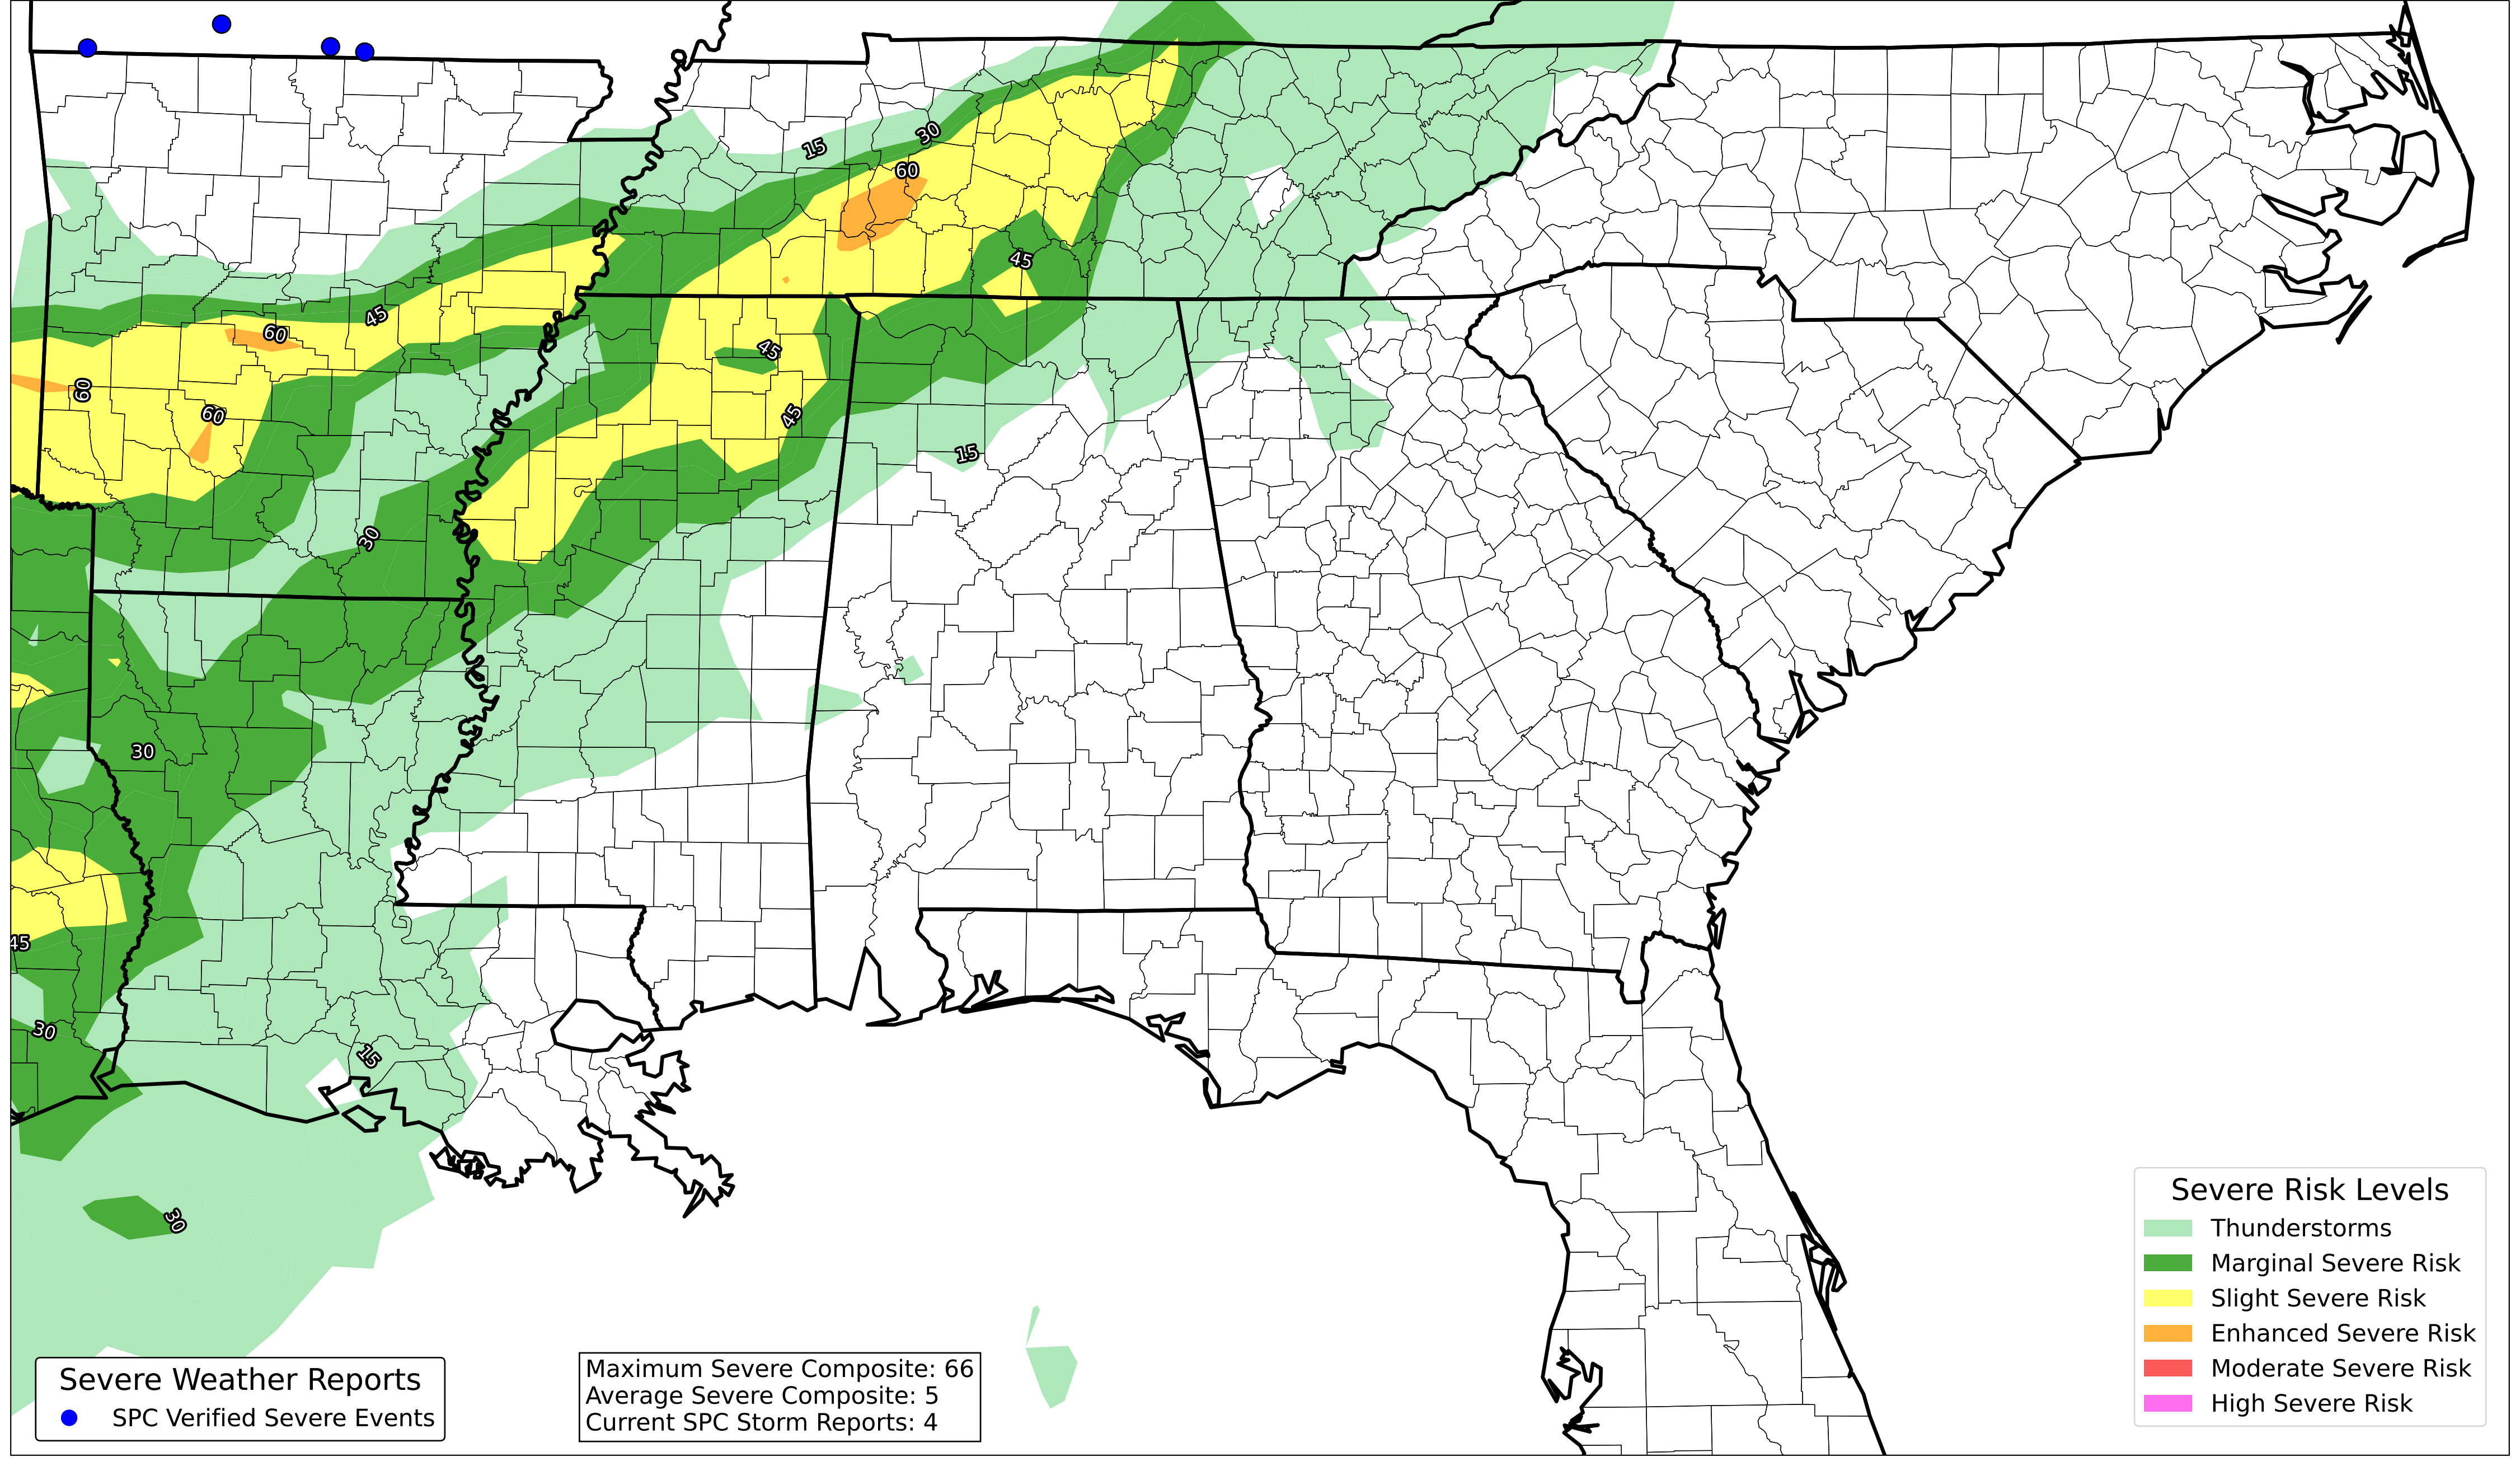 15
30
60
45
45
60
45
60
60
45
15
30
30
45
30
15
30
Severe Risk Levels
Thunderstorms
Marginal Severe Risk
Slight Severe Risk
Enhanced Severe Risk
Moderate Severe Risk
High Severe Risk
Severe Weather Reports
SPC Verified Severe Events
Maximum Severe Composite: 66
Average Severe Composite: 5
Current SPC Storm Reports: 4